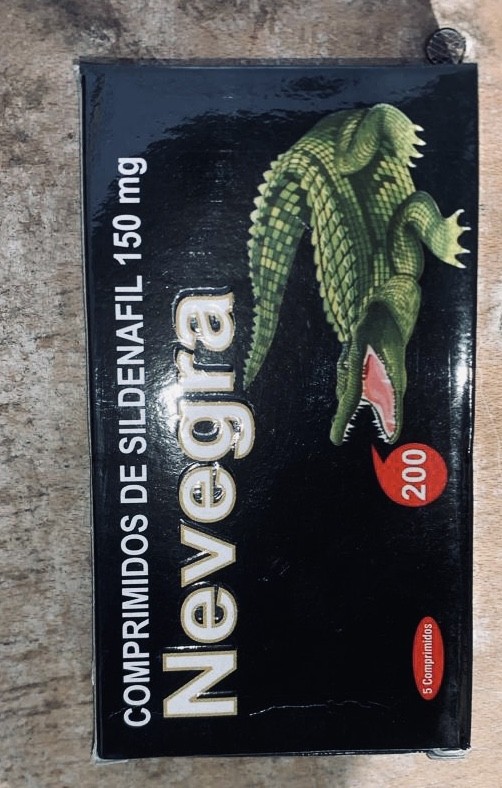 COMPRIMIDOS DE SILDENAFIL 150 mg
Nevegra
200
5 Comprimidos